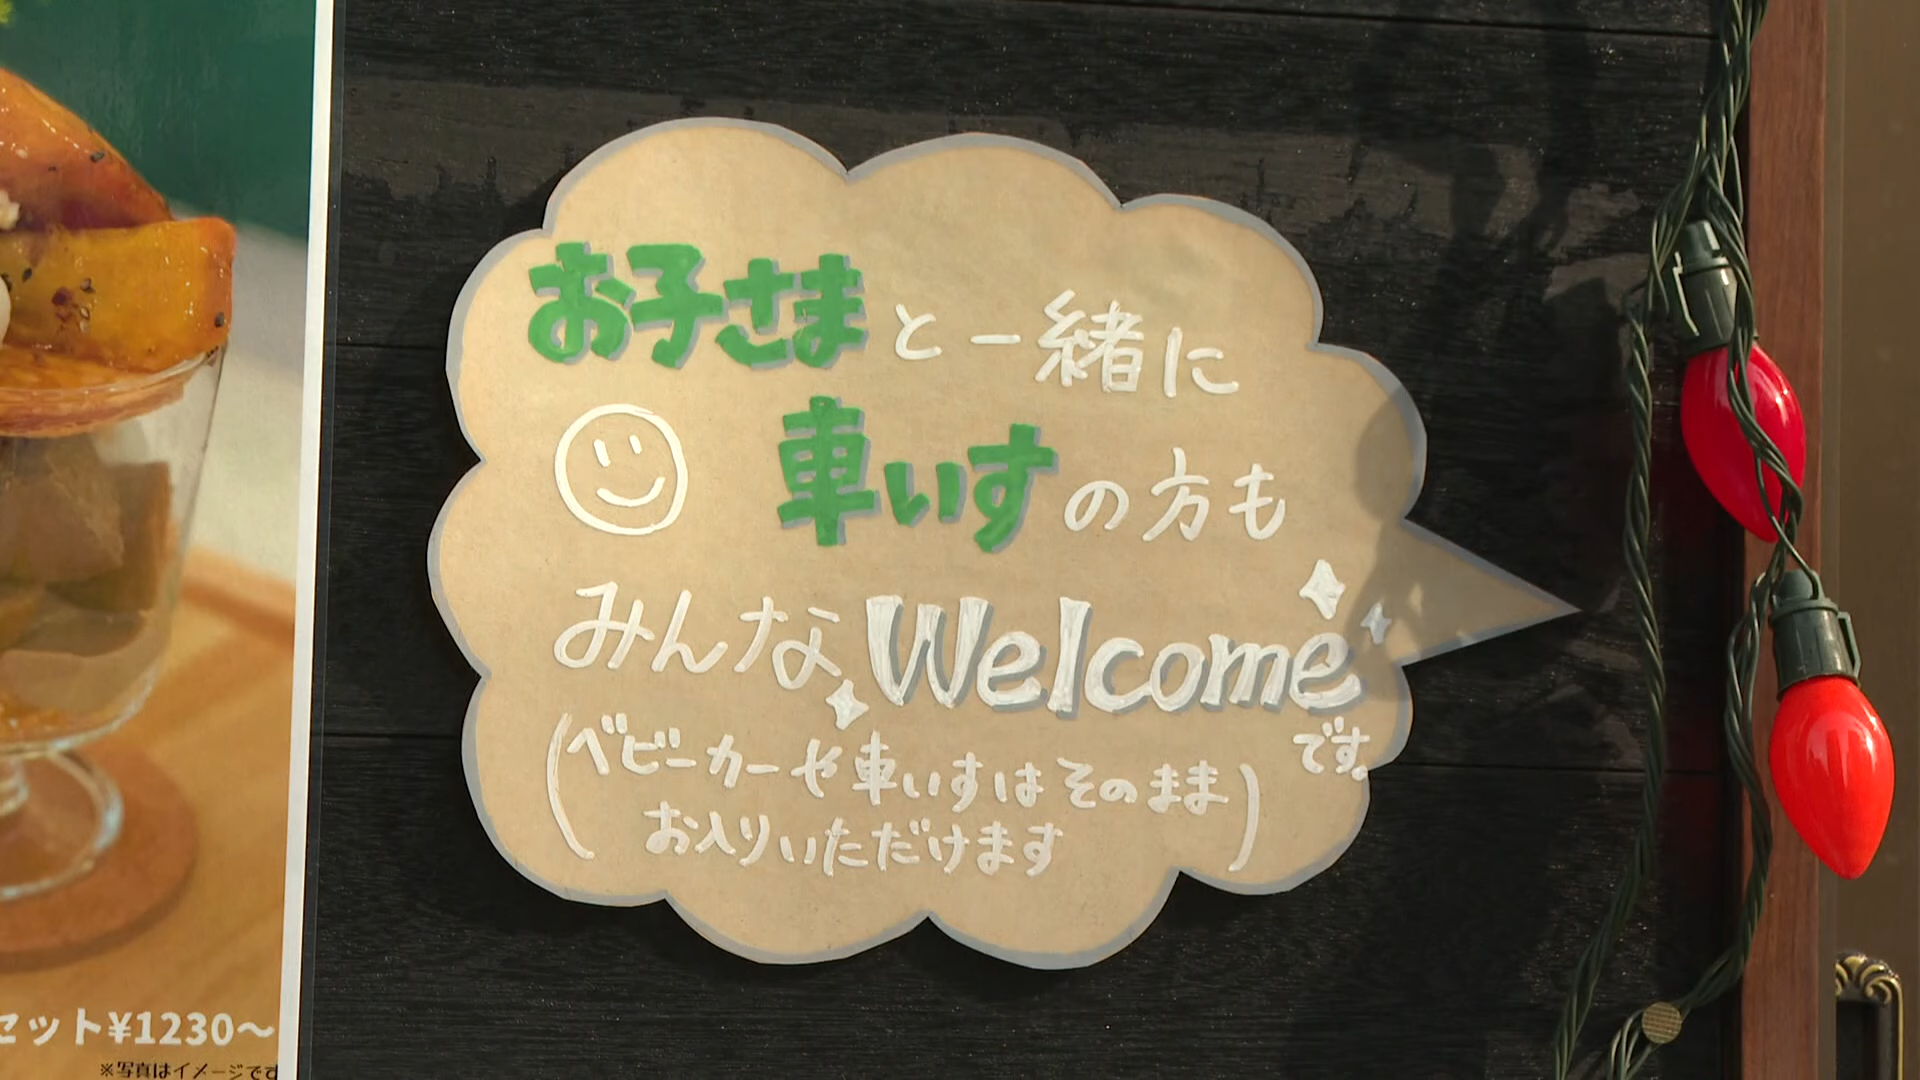 お子さまと一緒に
車いすの方も
みんなWelcome
です。
(ベビーカーや車いすはそのまま
お入りいただけます)
セット¥1230〜
※写真はイメージです